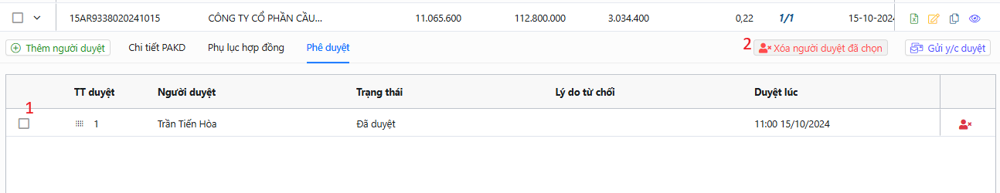 15AR9338020241015 CÔNG TY CỔ PHẦN CẦU... 11.065.600 112.800.000 3.034.400 0,22 1/1 15-10-2024
Thêm người duyệt Chi tiết PAKD Phụ lục hợp đồng Phê duyệt 2 Xóa người duyệt đã chọn Gửi y/c duyệt
TT duyệt Người duyệt Trạng thái Lý do từ chối Duyệt lúc
1
1 Trần Tiến Hòa Đã duyệt 11:00 15/10/2024